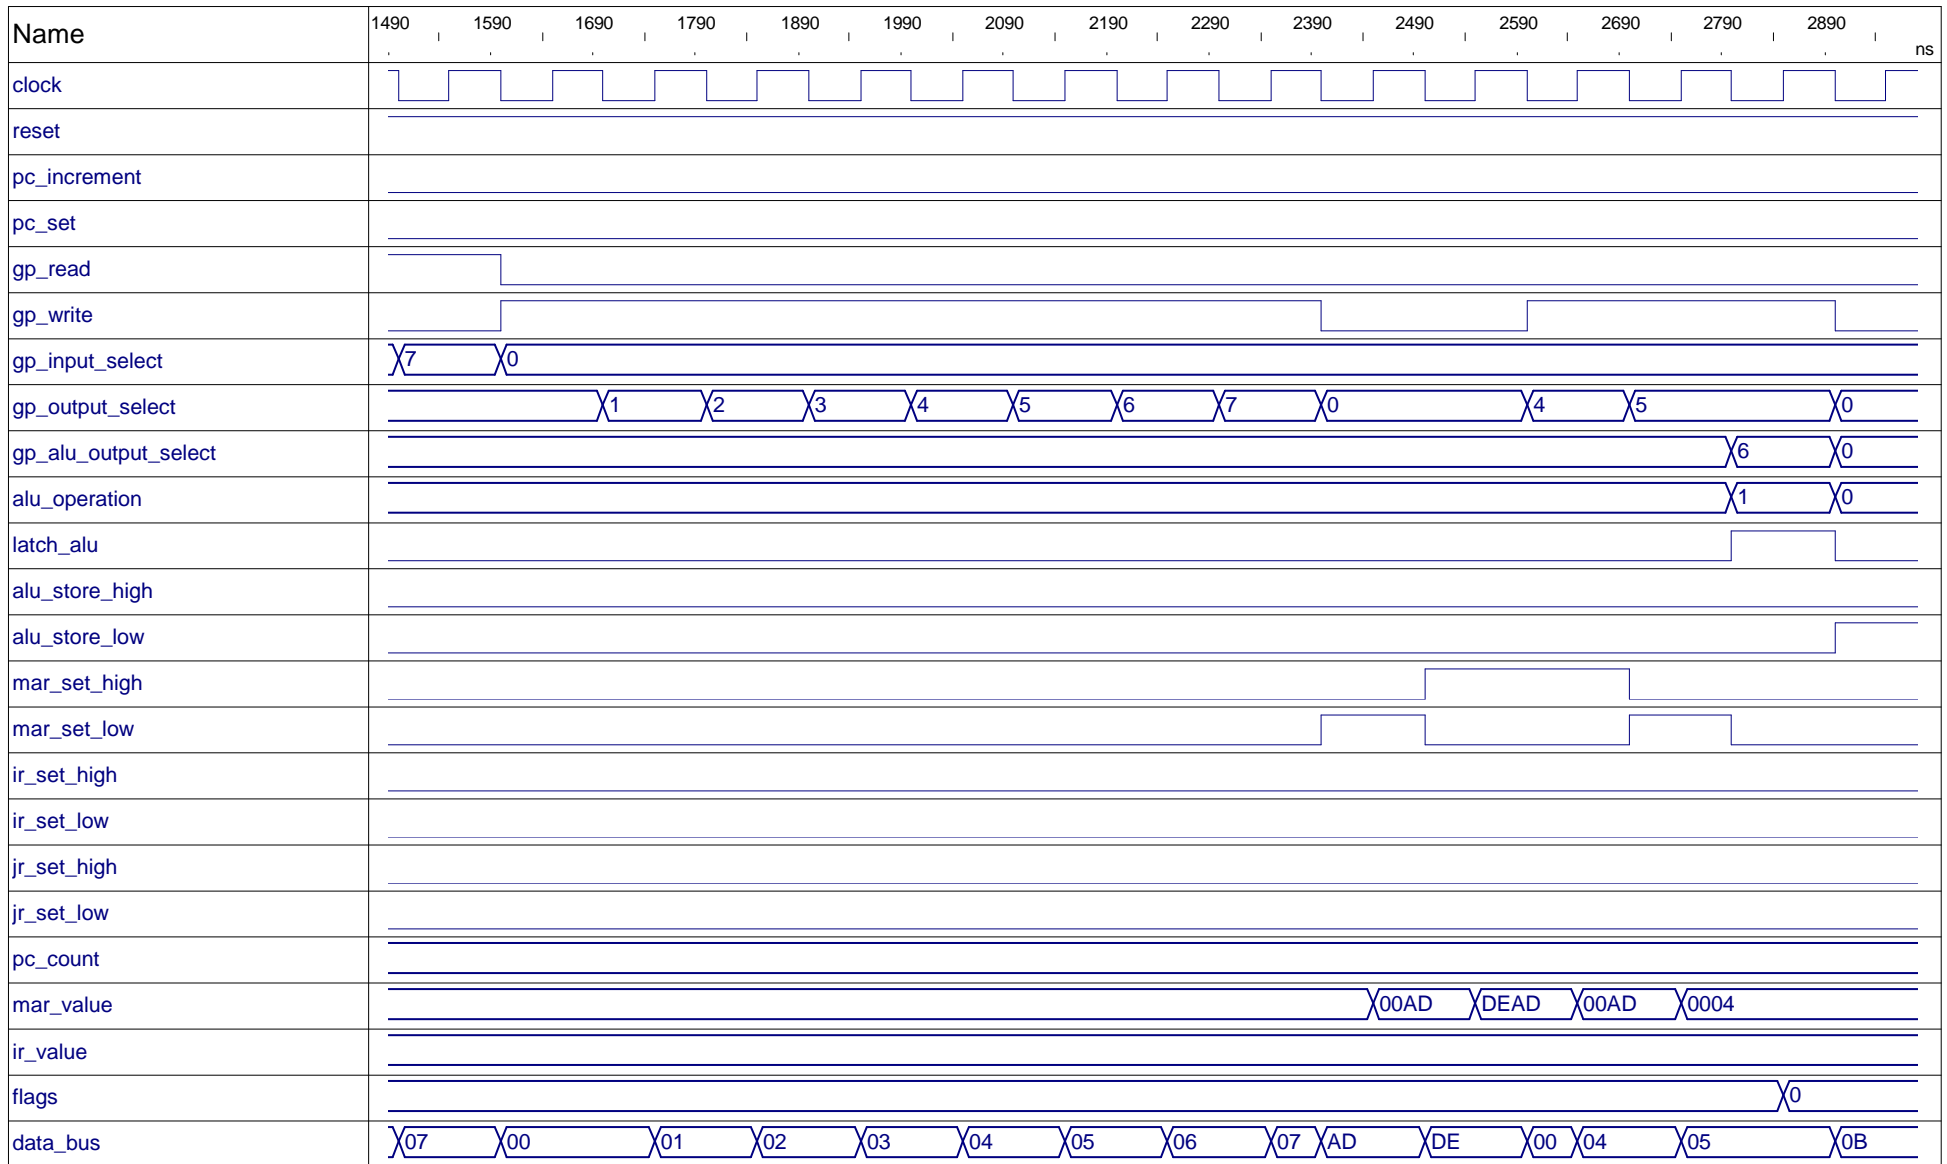 Name 1490 1590 1690 1790 1890 1990 2090 2190 2290 2390 2490 2590 2690 2790 2890
ns
clock
reset
pc_increment
pc_set
gp_read
gp_write
gp_input_select 7 0
gp_output_select 1 2 3 4 5 6 7 0 4 5 0
gp_alu_output_select 6 0
alu_operation 1 0
latch_alu
alu_store_high
alu_store_low
mar_set_high
mar_set_low
ir_set_high
ir_set_low
jr_set_high
jr_set_low
pc_count
mar_value 00AD DEAD 00AD 0004
ir_value
flags 0
data_bus 07 00 01 02 03 04 05 06 07 AD DE 00 04 05 0B